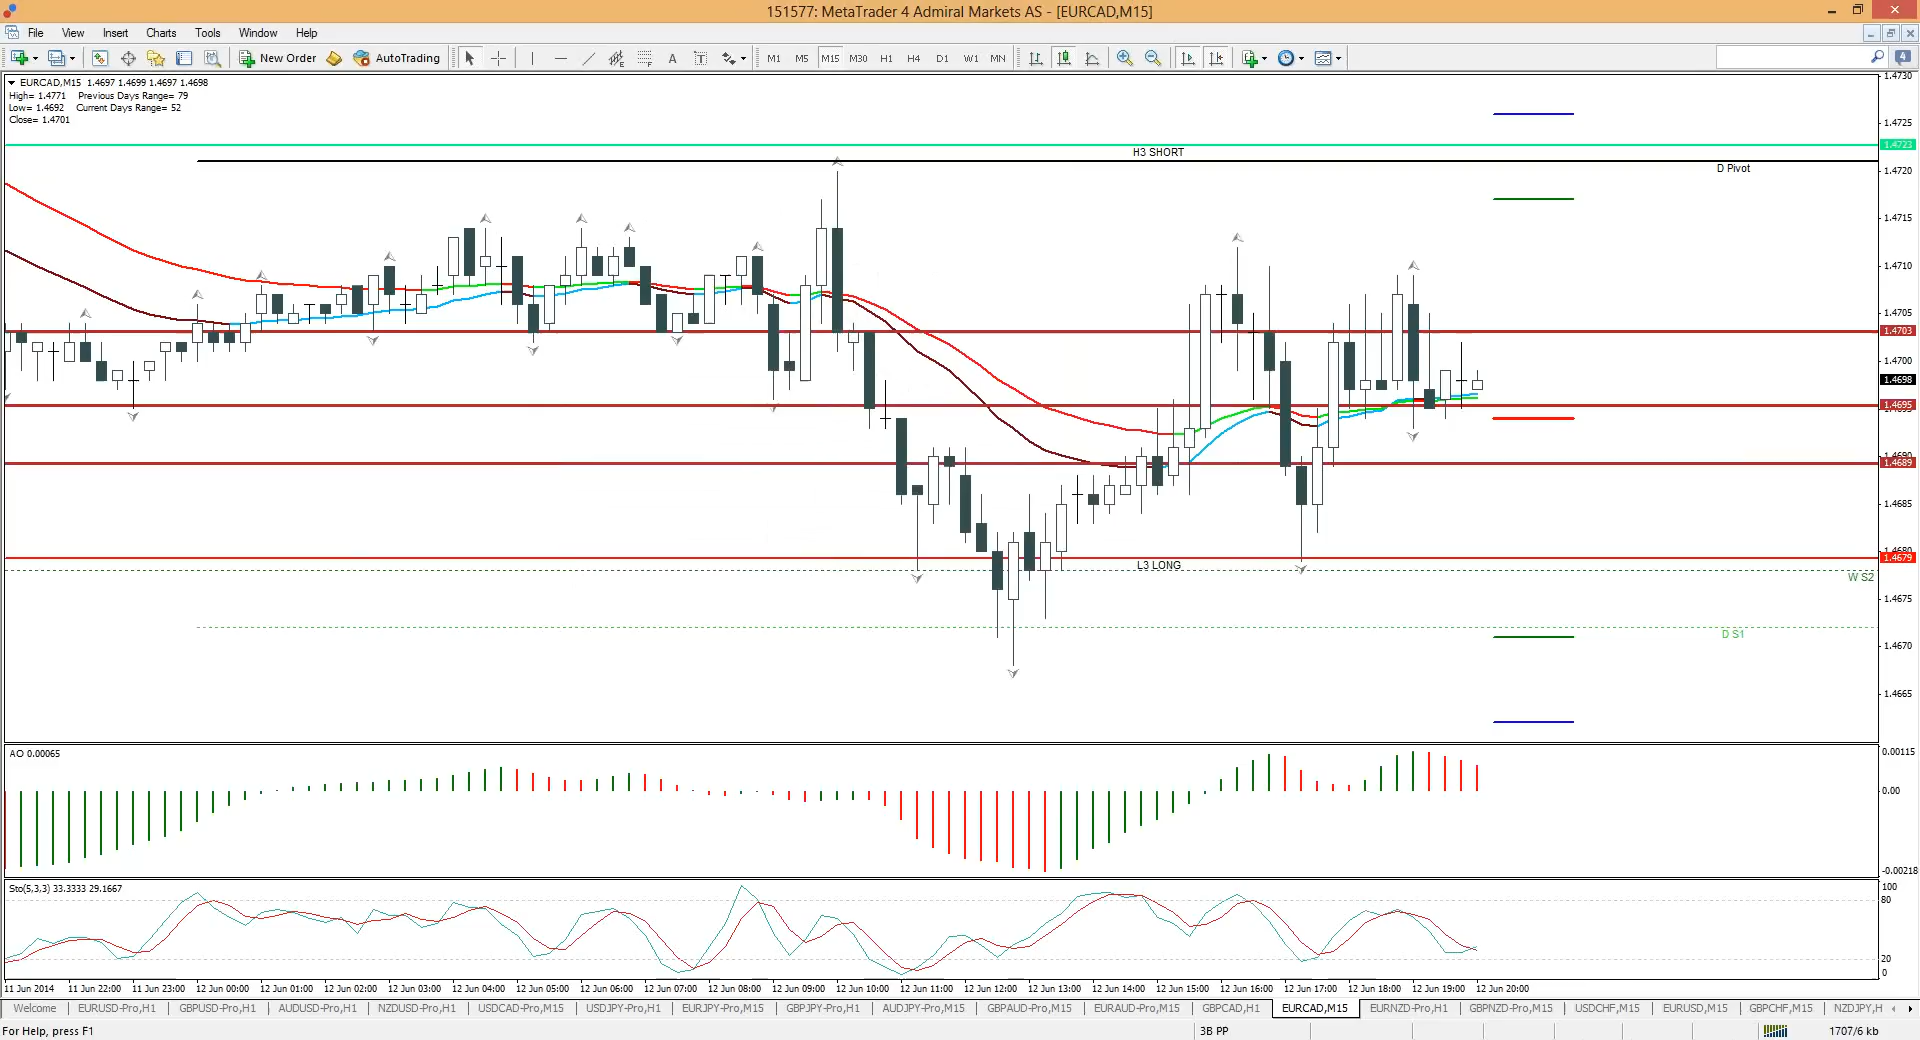 151577: MetaTrader 4 Admiral Markets AS - [EURCAD,M15]
File View Insert Charts Tools Window Help
New Order AutoTrading A T M1 M5 M15 M30 H1 H4 D1 W1 MN 4
EURCAD,M15 1.4697 1.4699 1.4697 1.4698
High= 1.4771 Previous Days Range= 79
Low= 1.4692 Current Days Range= 52
Close= 1.4701
1.4730
1.4725
1.4723
H3 SHORT
D Pivot
1.4720
1.4715
1.4710
1.4705
1.4703
1.4700
1.4698
1.4695
1.4690
1.4689
1.4685
1.4680
1.4679
L3 LONG
W S2
1.4675
D S1
1.4670
1.4665
AO 0.00065
0.00115
0.00
-0.00218
Sto(5,3,3) 33.3333 29.1667
100
80
20
0
11 Jun 2014 11 Jun 22:00 11 Jun 23:00 12 Jun 00:00 12 Jun 01:00 12 Jun 02:00 12 Jun 03:00 12 Jun 04:00 12 Jun 05:00 12 Jun 06:00 12 Jun 07:00 12 Jun 08:00 12 Jun 09:00 12 Jun 10:00 12 Jun 11:00 12 Jun 12:00 12 Jun 13:00 12 Jun 14:00 12 Jun 15:00 12 Jun 16:00 12 Jun 17:00 12 Jun 18:00 12 Jun 19:00 12 Jun 20:00
Welcome EURUSD-Pro,H1 GBPUSD-Pro,H1 AUDUSD-Pro,H1 NZDUSD-Pro,H1 USDCAD-Pro,M15 USDJPY-Pro,H1 EURJPY-Pro,M15 GBPJPY-Pro,H1 AUDJPY-Pro,M15 GBPAUD-Pro,M15 EURAUD-Pro,M15 GBPCAD,H1 EURCAD,M15 EURNZD-Pro,H1 GBPNZD-Pro,M15 USDCHF,M15 EURUSD,M15 GBPCHF,M15 NZDJPY,H
For Help, press F1 3B PP 1707/6 kb